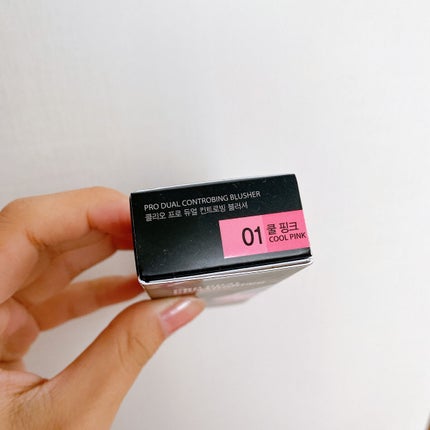 PRO DUAL CONTROBING BLUSHER
클리오 프로 듀얼 컨트로빙 블러셔
01 쿨 핑크
COOL PINK